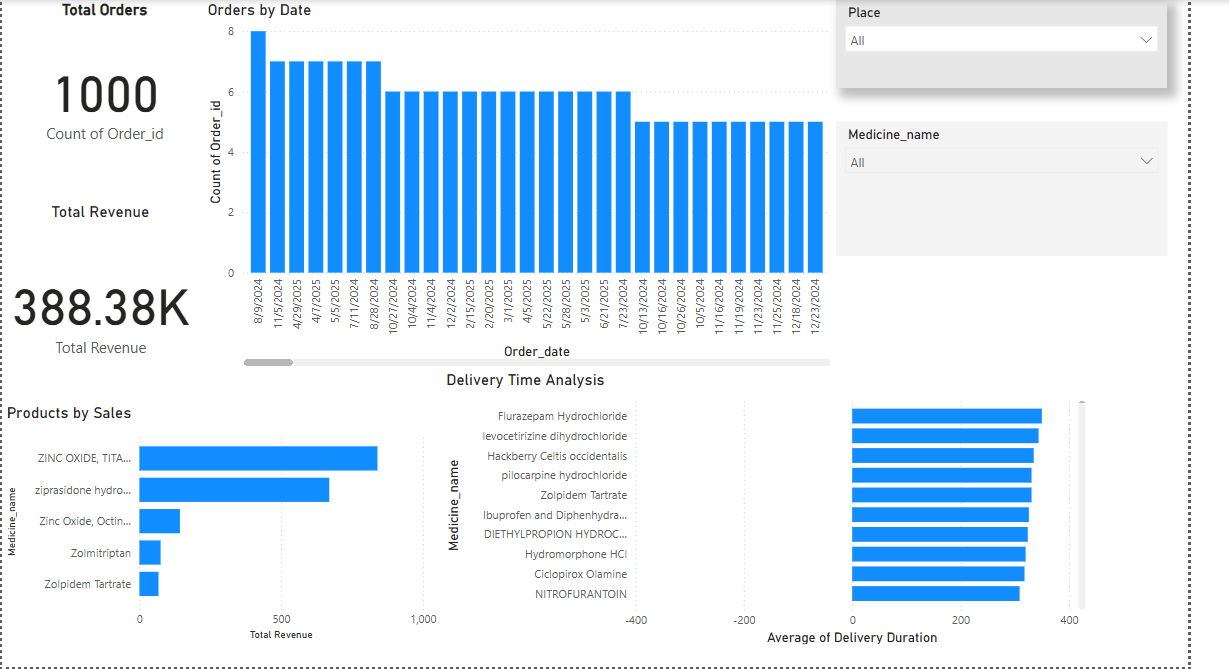 Total Orders
1000
Count of Order_id
Total Revenue
388.38K
Total Revenue
Orders by Date
Count of Order_id
8
6
4
2
0
8/9/2024
11/5/2024
4/29/2025
4/7/2025
5/5/2025
7/11/2024
8/28/2024
10/27/2024
10/4/2024
11/4/2024
12/2/2024
2/15/2025
2/20/2025
3/1/2025
4/5/2025
5/22/2025
5/28/2025
5/3/2025
6/21/2025
7/23/2024
10/13/2024
10/16/2024
10/26/2024
10/5/2024
11/16/2024
11/19/2024
11/23/2024
11/25/2024
12/18/2024
12/23/2024
Order_date
Place
All
Medicine_name
All
Products by Sales
Medicine_name
ZINC OXIDE, TITA...
ziprasidone hydro...
Zinc Oxide, Octin...
Zolmitriptan
Zolpidem Tartrate
0
500
1,000
Total Revenue
Delivery Time Analysis
Medicine_name
Flurazepam Hydrochloride
levocetirizine dihydrochloride
Hackberry Celtis occidentalis
pilocarpine hydrochloride
Zolpidem Tartrate
Ibuprofen and Diphenhydra...
DIETHYLPROPION HYDROC...
Hydromorphone HCl
Ciclopirox Olamine
NITROFURANTOIN
-400
-200
0
200
400
Average of Delivery Duration